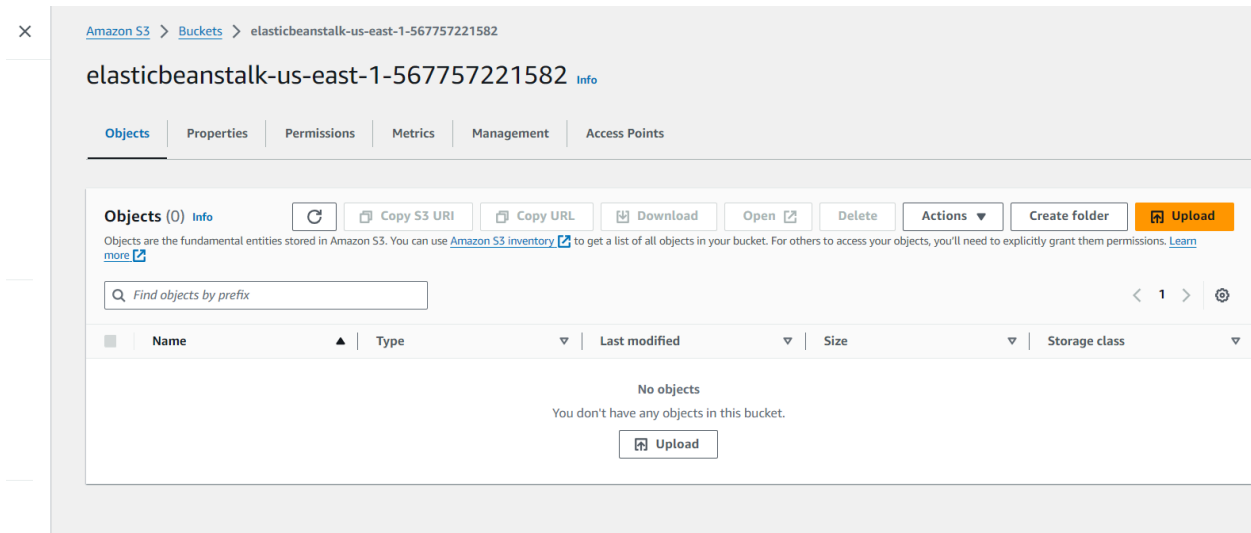 Amazon S3 > Buckets > elasticbeanstalk-us-east-1-567757221582
elasticbeanstalk-us-east-1-567757221582 Info
Objects Properties Permissions Metrics Management Access Points
Objects (0) Info Copy S3 URI Copy URL Download Open Delete Actions Create folder Upload
Objects are the fundamental entities stored in Amazon S3. You can use Amazon S3 inventory to get a list of all objects in your bucket. For others to access your objects, you'll need to explicitly grant them permissions. Learn
more
Find objects by prefix 1
Name Type Last modified Size Storage class
No objects
You don't have any objects in this bucket.
Upload